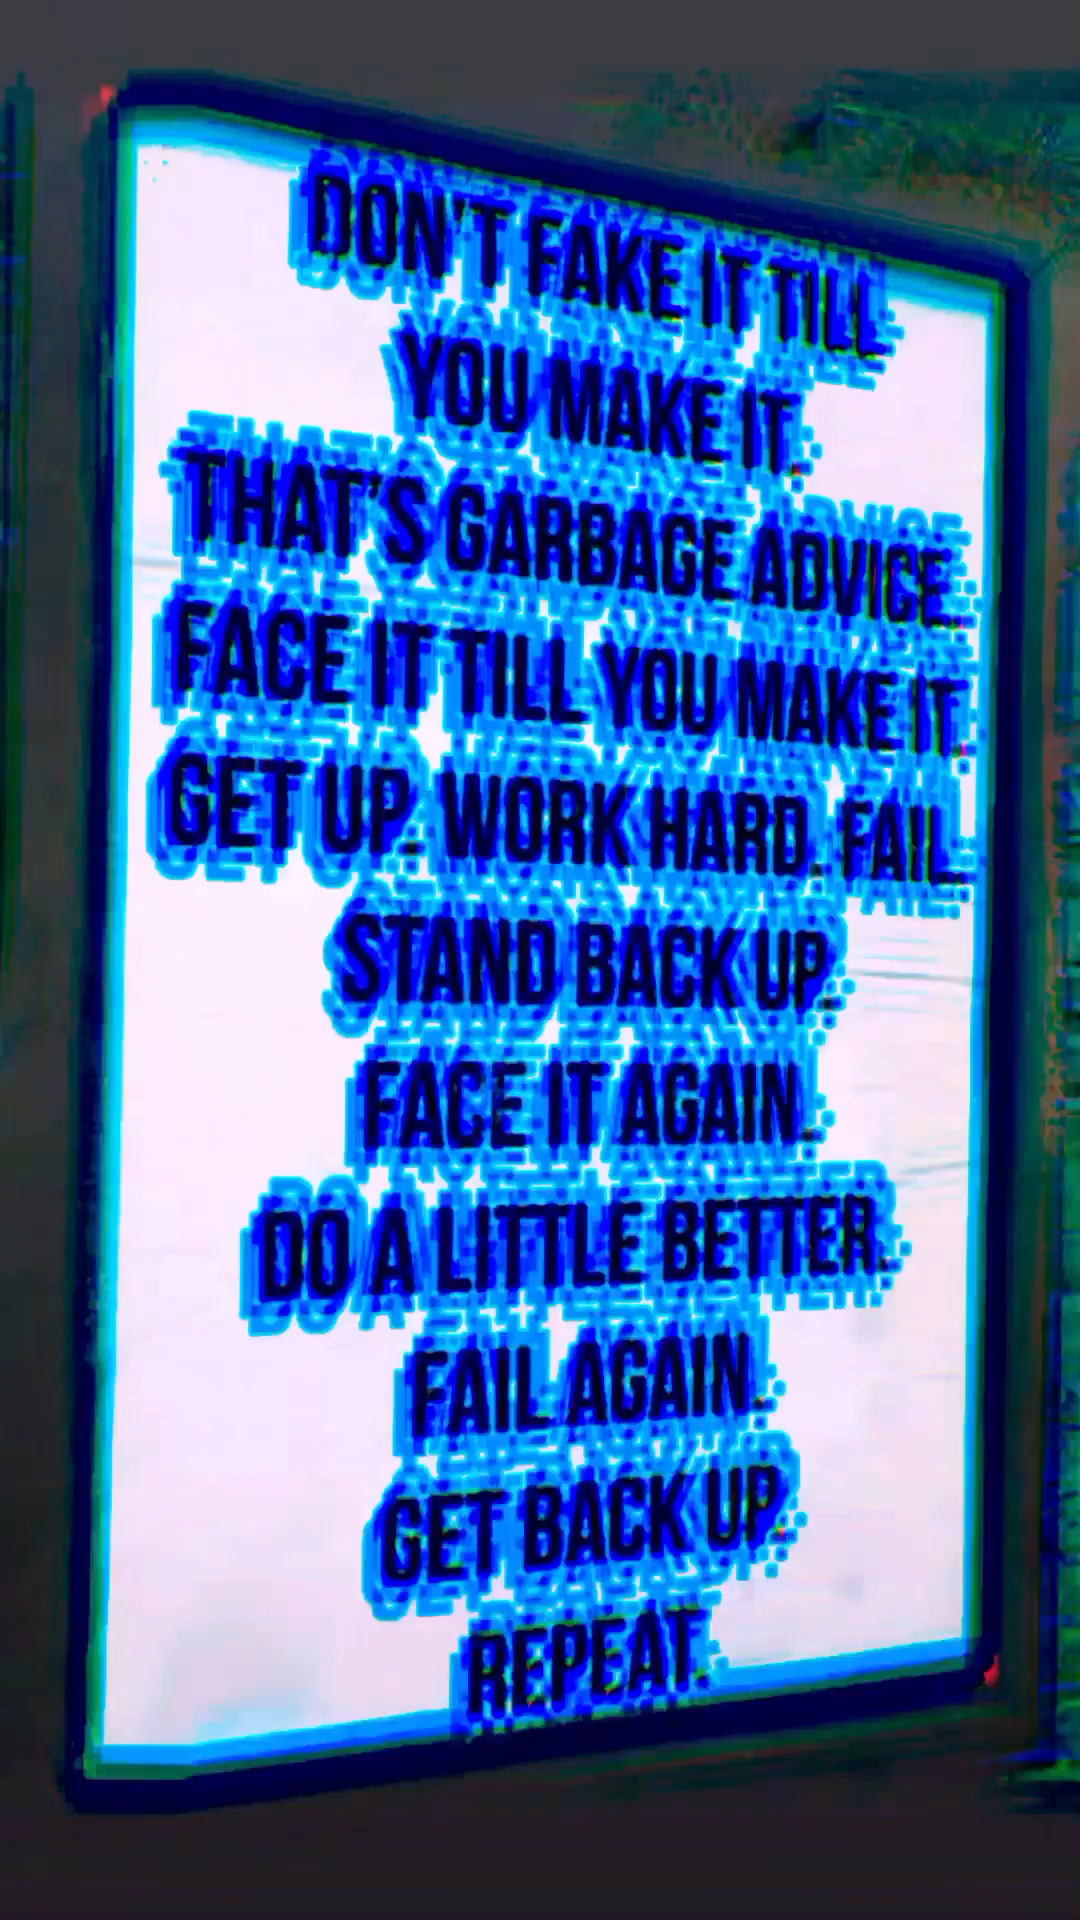 DON'T FAKE IT TILL
YOU MAKE IT.
THAT'S GARBAGE ADVICE.
FACE IT TILL YOU MAKE IT.
GET UP. WORK HARD. FAIL.
STAND BACK UP.
FACE IT AGAIN.
DO A LITTLE BETTER.
FAIL AGAIN.
GET BACK UP.
REPEAT.